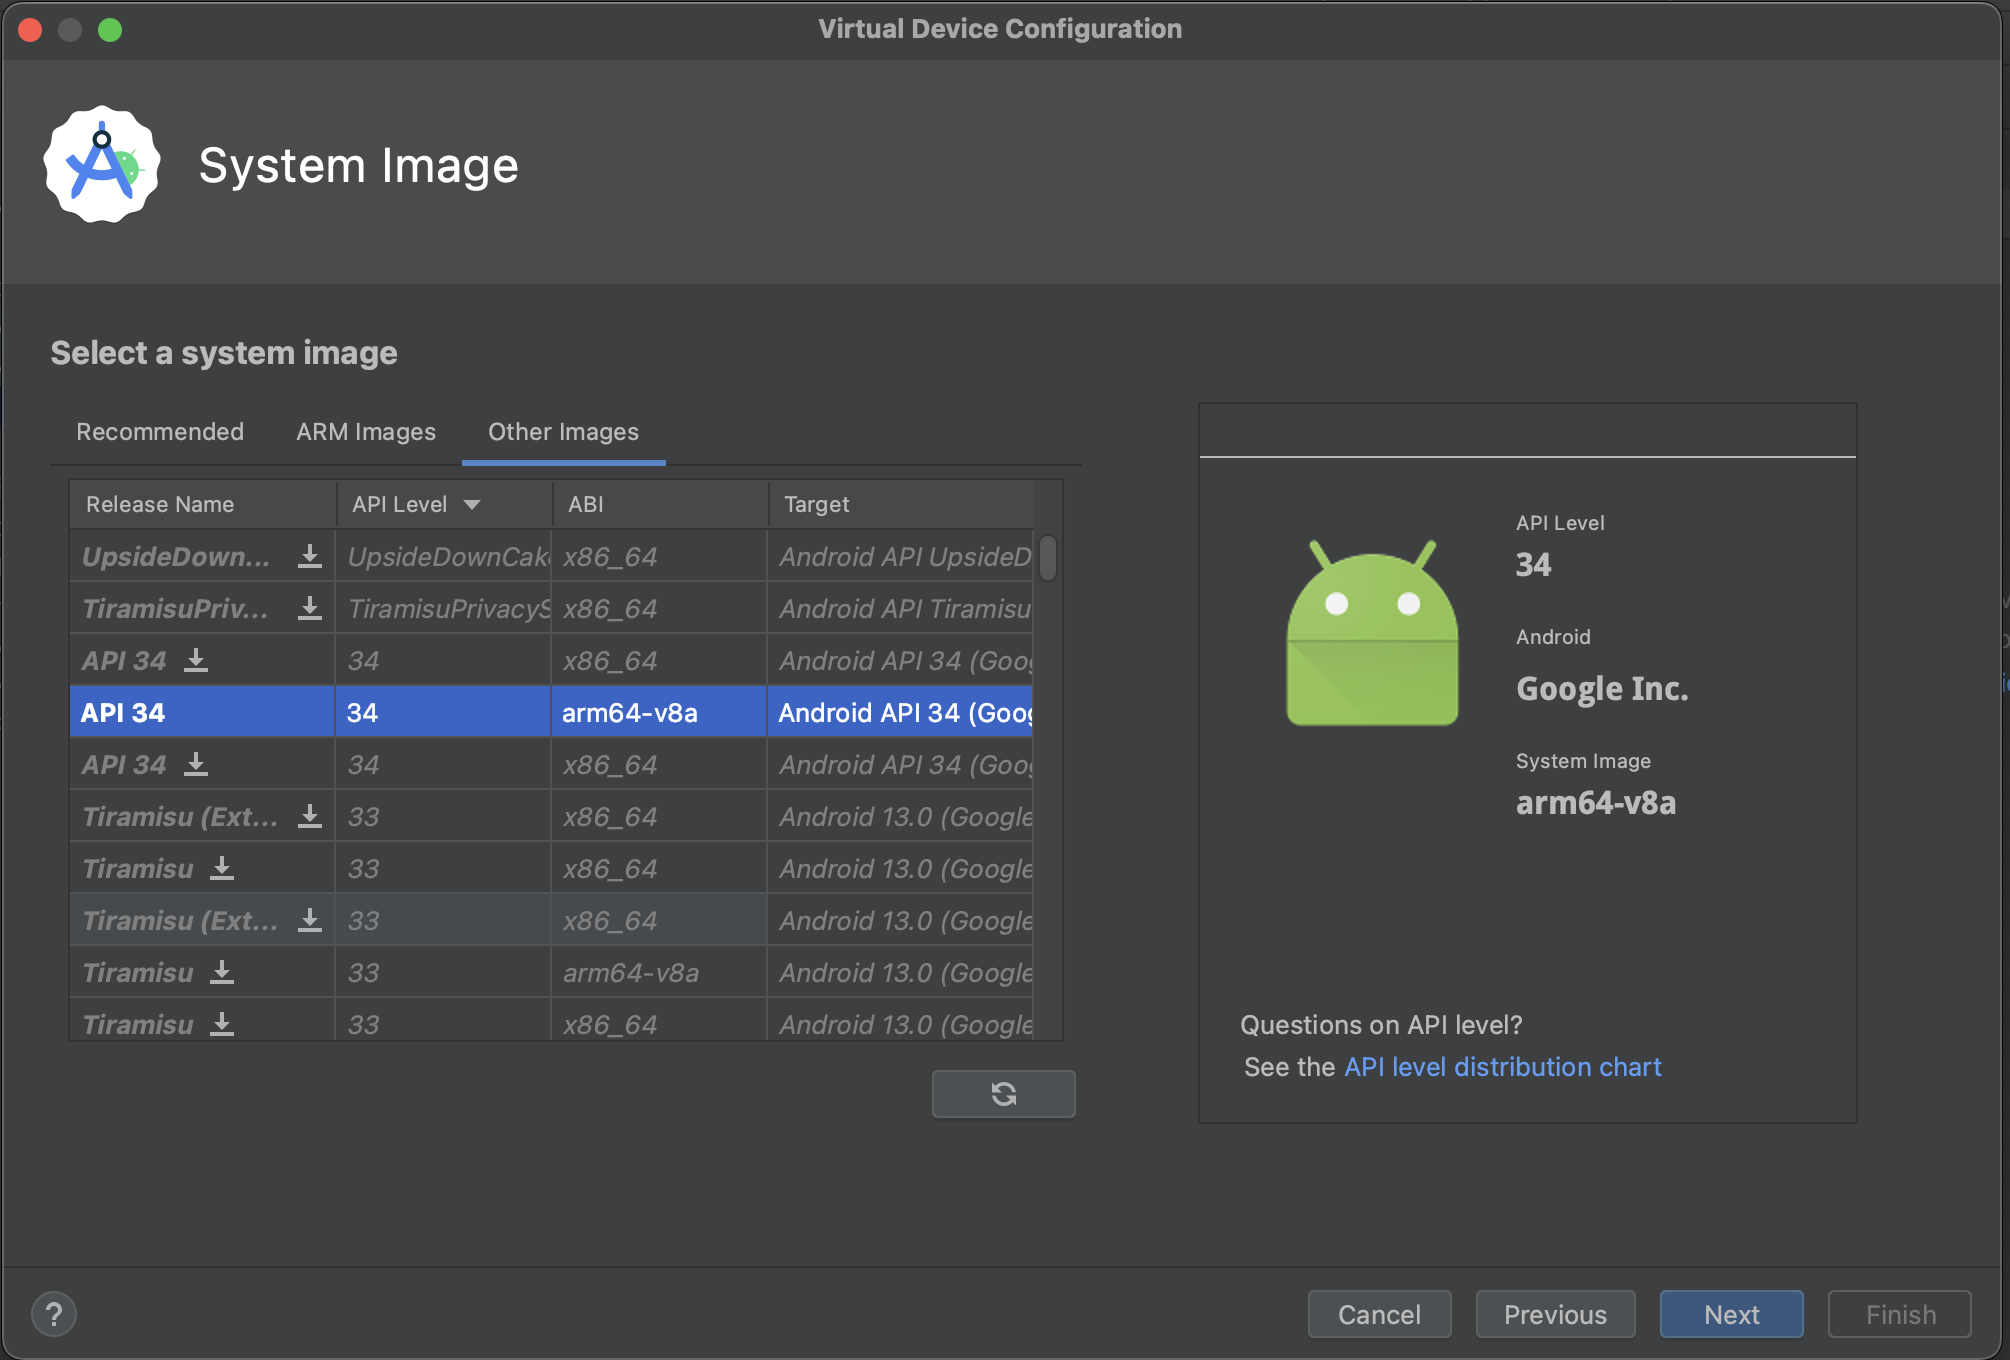 Virtual Device Configuration
System Image
Select a system image
Recommended ARM Images Other Images
Release Name API Level ABI Target
UpsideDown... UpsideDownCak x86_64 Android API UpsideD
TiramisuPriv... TiramisuPrivacyS x86_64 Android API Tiramisu
API 34 34 x86_64 Android API 34 (Goog
API 34 34 arm64-v8a Android API 34 (Goog
API 34 34 x86_64 Android API 34 (Goog
Tiramisu (Ext... 33 x86_64 Android 13.0 (Google
Tiramisu 33 x86_64 Android 13.0 (Google
Tiramisu (Ext... 33 x86_64 Android 13.0 (Google
Tiramisu 33 arm64-v8a Android 13.0 (Google
Tiramisu 33 x86_64 Android 13.0 (Google
API Level
34
Android
Google Inc.
System Image
arm64-v8a
Questions on API level?
See the API level distribution chart
? Cancel Previous Next Finish